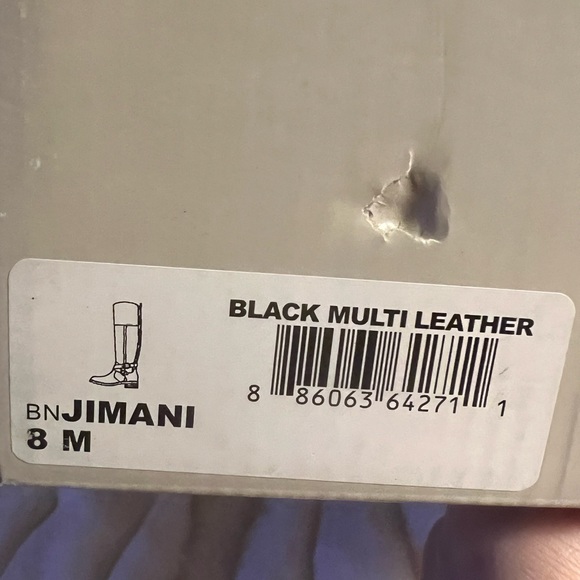 BLACK MULTI LEATHER
8 86063 64271 1
BNJIMANI
8 M